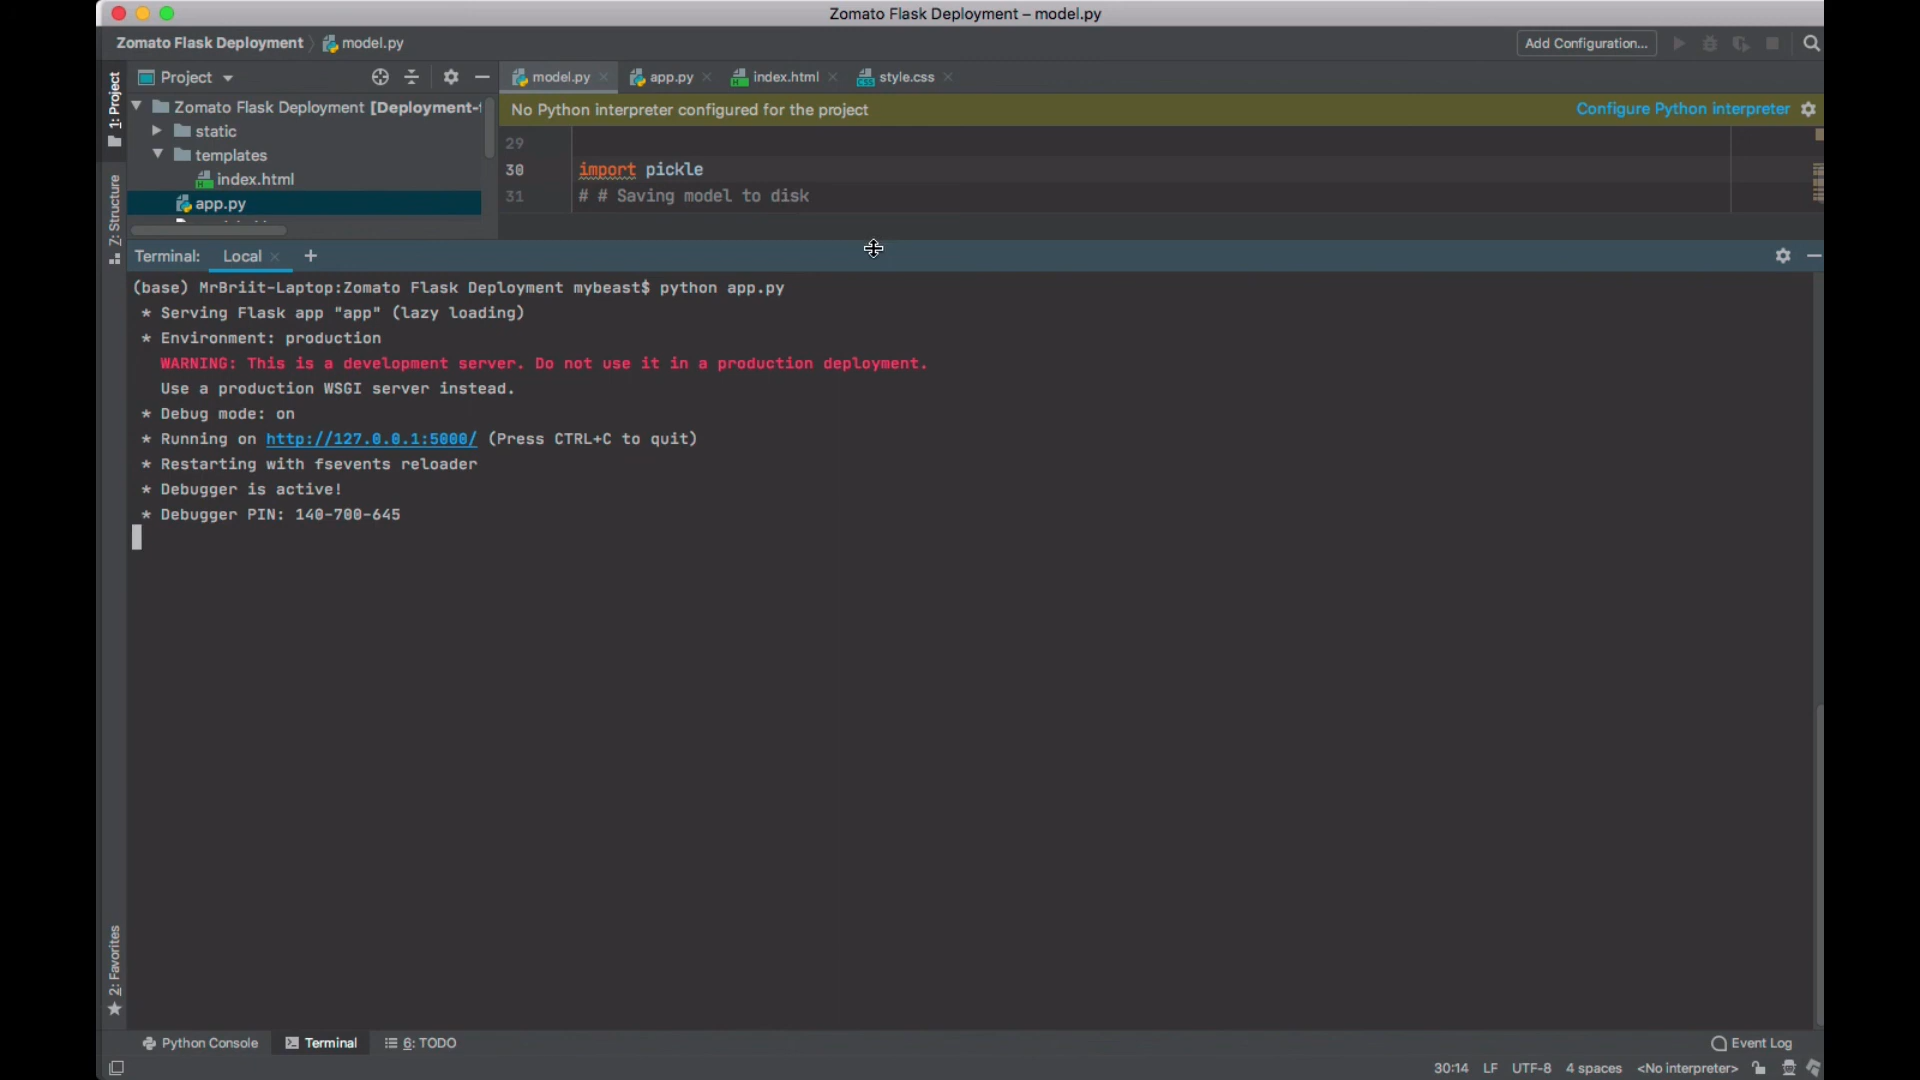 Zomato Flask Deployment – model.py
Zomato Flask Deployment
model.py
Add Configuration...
1: Project
Project
model.py
app.py
index.html
style.css
Zomato Flask Deployment [Deployment-
No Python interpreter configured for the project
Configure Python interpreter
static
templates
index.html
app.py
29
30 import pickle
31 # # Saving model to disk
Z: Structure
Terminal:
Local
+
(base) MrBriit-Laptop:Zomato Flask Deployment mybeast$ python app.py
* Serving Flask app "app" (lazy loading)
* Environment: production
WARNING: This is a development server. Do not use it in a production deployment.
Use a production WSGI server instead.
* Debug mode: on
* Running on http://127.0.0.1:5000/ (Press CTRL+C to quit)
* Restarting with fsevents reloader
* Debugger is active!
* Debugger PIN: 140-700-645
2: Favorites
Python Console
Terminal
6: TODO
Event Log
30:14 LF UTF-8 4 spaces <No interpreter>